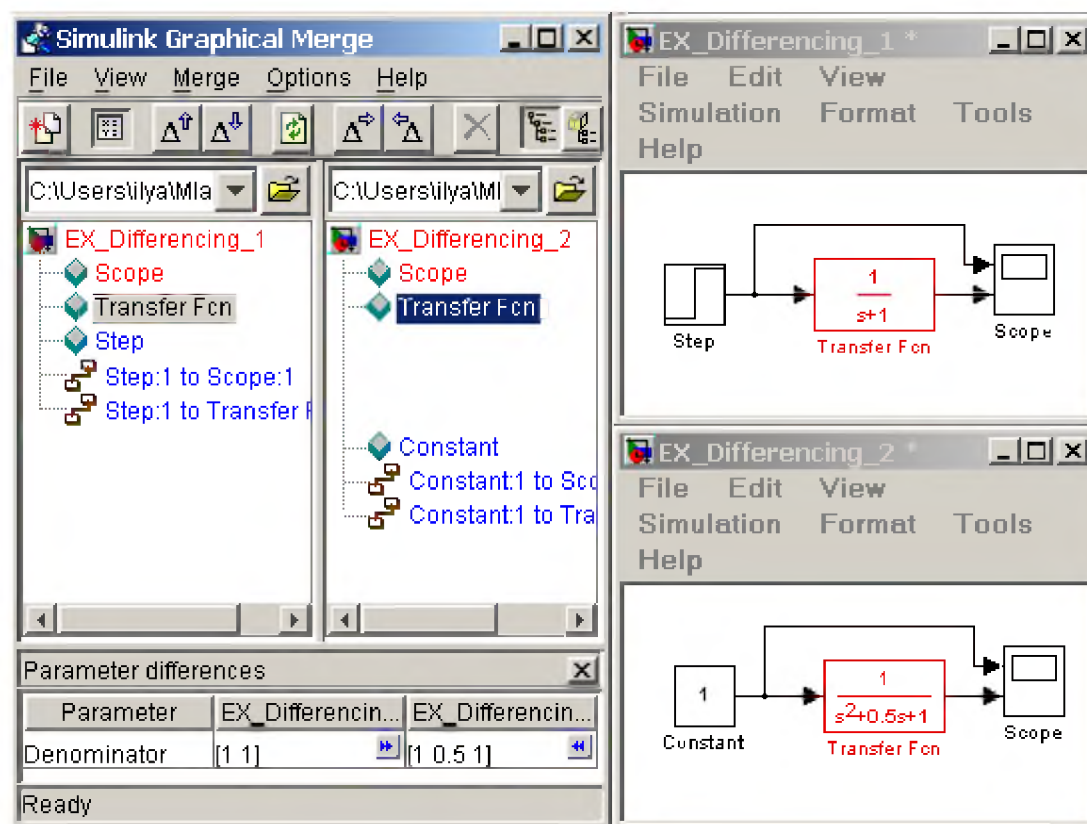 Simulink Graphical Merge
File View Merge Options Help
C:\Users\ilya\Mla
C:\Users\ilya\Ml
EX_Differencing_1
Scope
Transfer Fcn
Step
Step:1 to Scope:1
Step:1 to Transfer F
EX_Differencing_2
Scope
Transfer Fcn
Constant
Constant:1 to Sco
Constant:1 to Tra
Parameter differences
Parameter EX_Differencin... EX_Differencin...
Denominator [1 1] [1 0.5 1]
Ready
EX_Differencing_1 *
File Edit View
Simulation Format Tools
Help
1
s+1
Step
Transfer Fcn
Scope
EX_Differencing_2 *
File Edit View
Simulation Format Tools
Help
1
1
s2+0.5s+1
Constant
Transfer Fcn
Scope